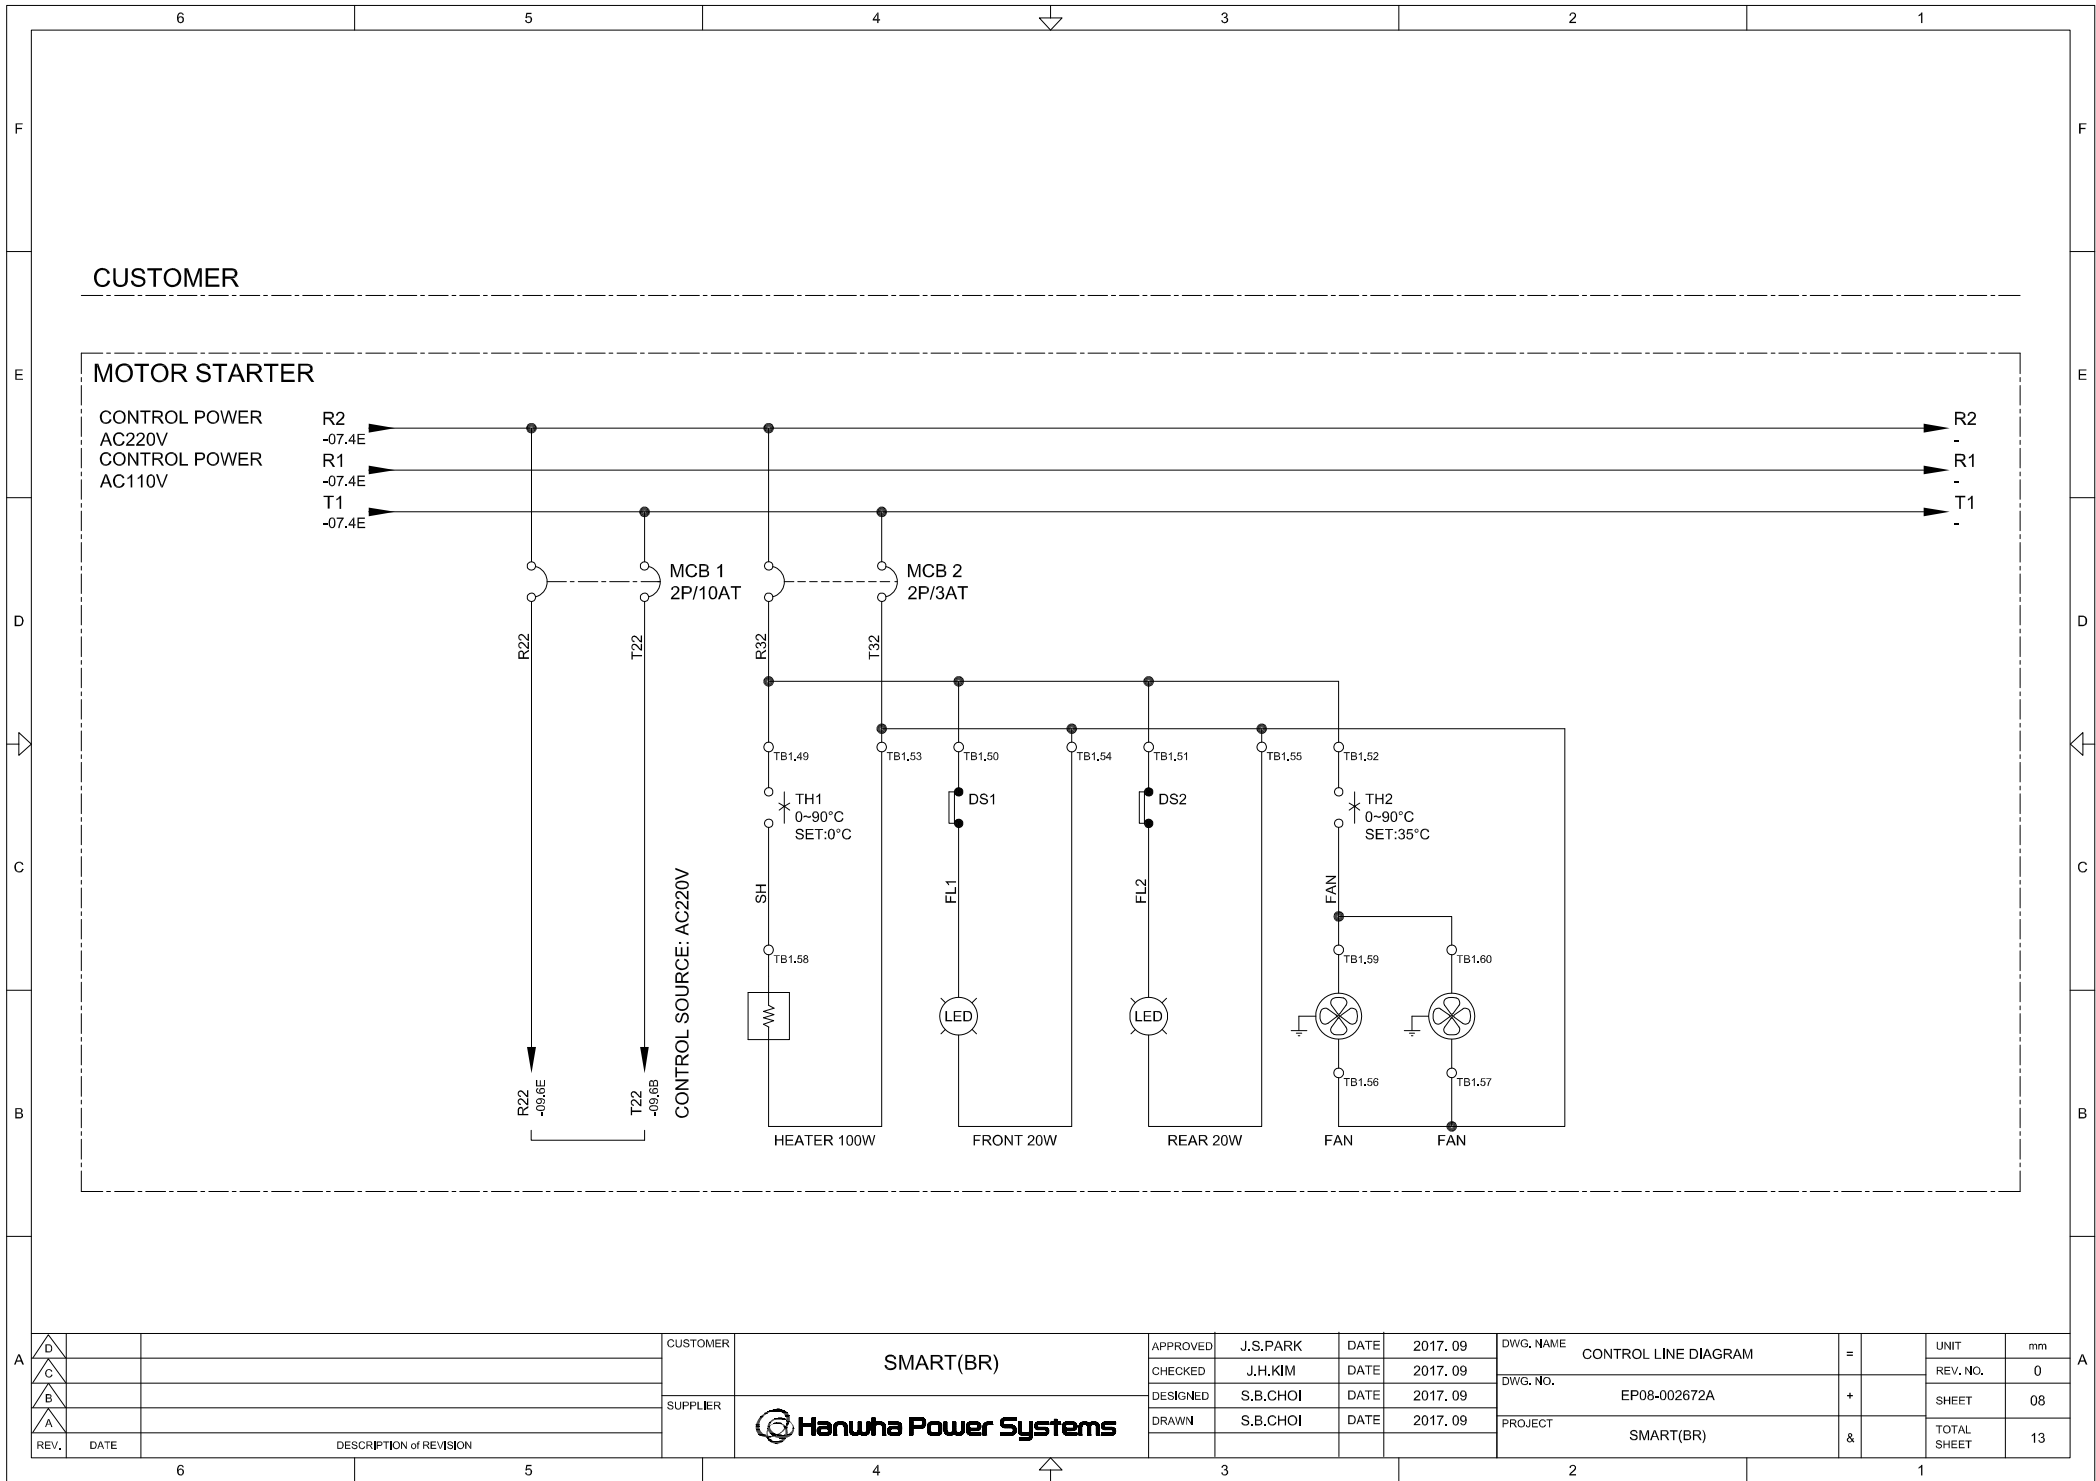 6 5 4 3 2 1
F F
CUSTOMER
E E
MOTOR STARTER
CONTROL POWER
AC220V
R2
-07.4E
R2
-
CONTROL POWER
AC110V
R1
-07.4E
R1
-
T1
-07.4E
T1
-
MCB 1
2P/10AT
MCB 2
2P/3AT
D D
R22 T22 R32 T32
TB1.49 TB1.53 TB1.50 TB1.54 TB1.51 TB1.55 TB1.52
TH1
0~90°C
SET:0°C
DS1
DS2
TH2
0~90°C
SET:35°C
C C
SH FL1 FL2 FAN
CONTROL SOURCE: AC220V
TB1.58 TB1.59 TB1.60
LED LED
TB1.56 TB1.57
R22
-09.6E
T22
-09.6B
B B
HEATER 100W FRONT 20W REAR 20W FAN FAN
A A
D
C
B
A
REV. DATE DESCRIPTION of REVISION
CUSTOMER
SMART(BR)
SUPPLIER
Hanwha Power Systems
APPROVED J.S.PARK DATE 2017. 09
CHECKED J.H.KIM DATE 2017. 09
DESIGNED S.B.CHOI DATE 2017. 09
DRAWN S.B.CHOI DATE 2017. 09
DWG. NAME CONTROL LINE DIAGRAM =
DWG. NO.
EP08-002672A +
PROJECT
SMART(BR) &
UNIT mm
REV. NO. 0
SHEET 08
TOTAL
SHEET
13
6 5 4 3 2 1